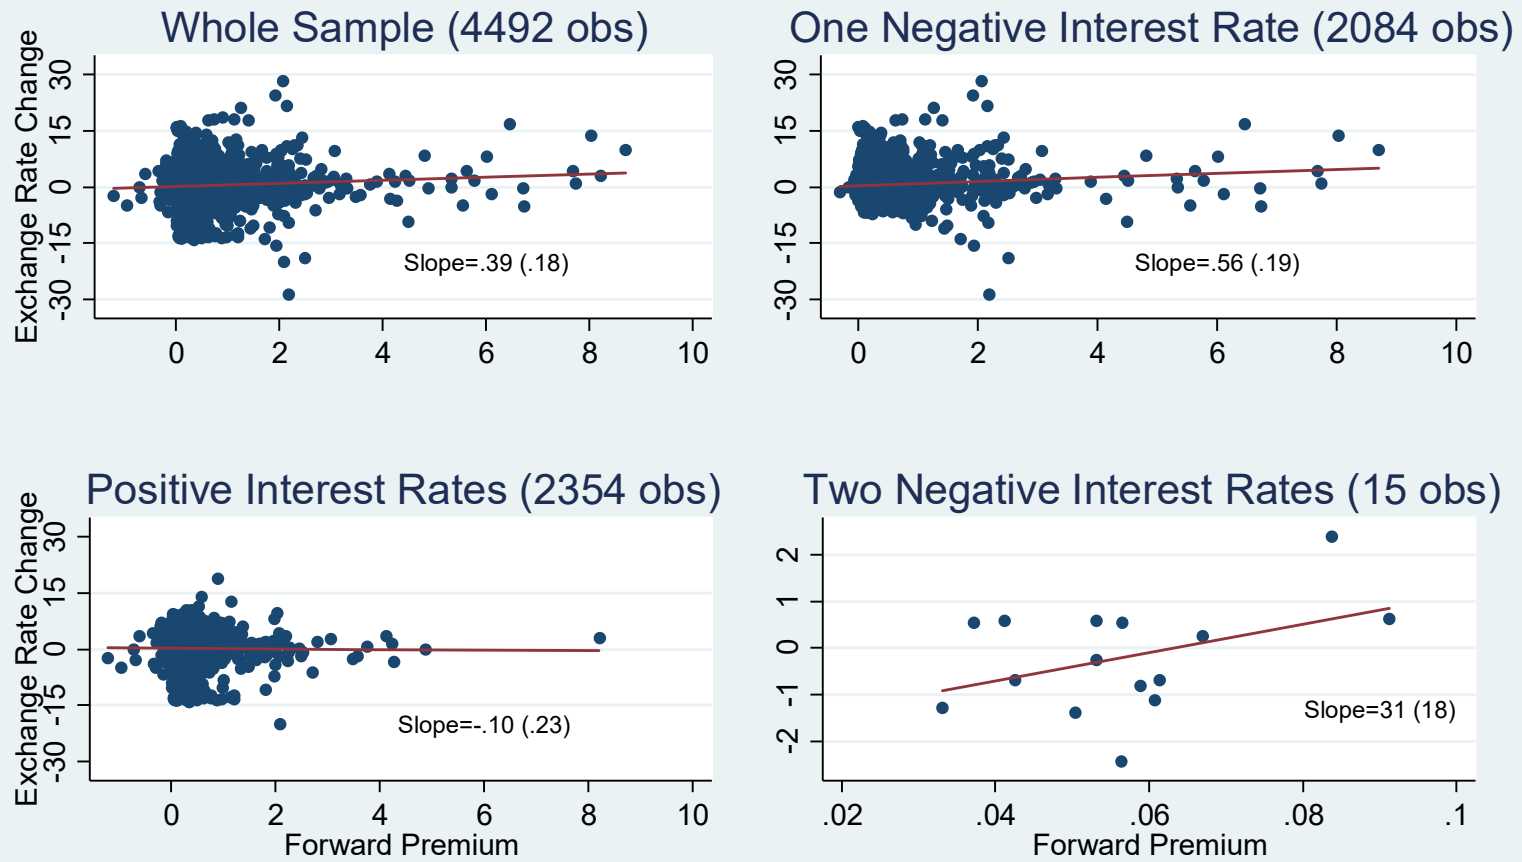 Whole Sample (4492 obs)
Exchange Rate Change
30
15
0
-15
-30
Slope=.39 (.18)
0 2 4 6 8 10
One Negative Interest Rate (2084 obs)
30
15
0
-15
-30
Slope=.56 (.19)
0 2 4 6 8 10
Positive Interest Rates (2354 obs)
Exchange Rate Change
30
15
0
-15
-30
Slope=-.10 (.23)
0 2 4 6 8 10
Forward Premium
Two Negative Interest Rates (15 obs)
2
1
0
-1
-2
Slope=31 (18)
.02 .04 .06 .08 .1
Forward Premium